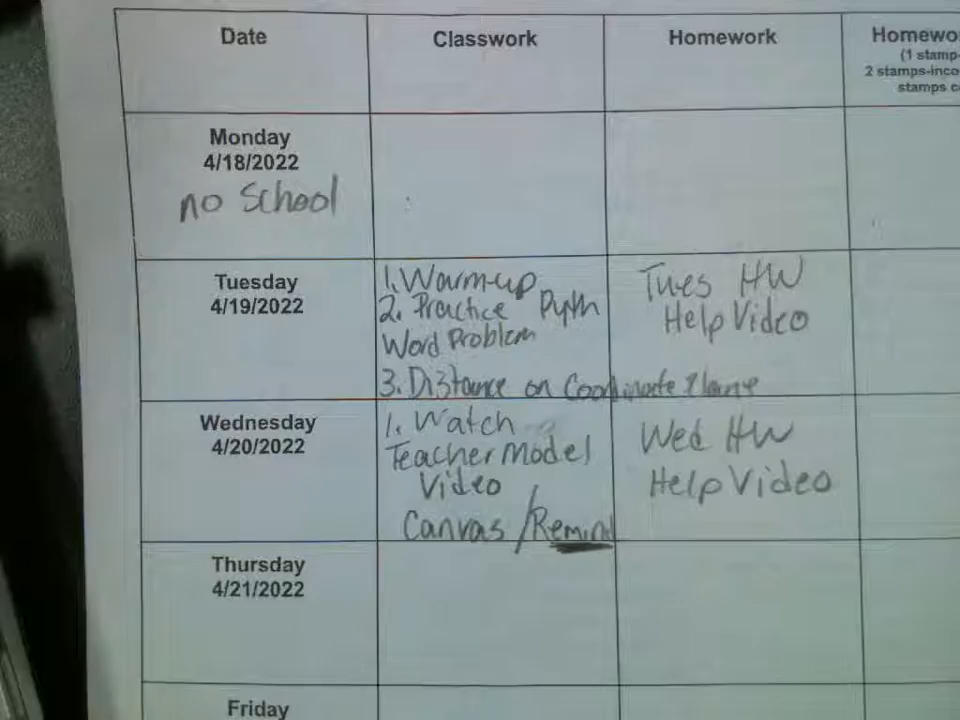 Date
Classwork
Homework
Homewo
(1 stamp-
2 stamps-inco
stamps c
Monday
4/18/2022
no School
Tuesday
4/19/2022
1. Warm-up
2. Practice Pyth
Word Problem
3. Distance on Coordinate Plane
Tues HW
Help Video
Wednesday
4/20/2022
1. Watch
Teacher Model
Video
Canvas / Remind
Wed HW
Help Video
Thursday
4/21/2022
Friday